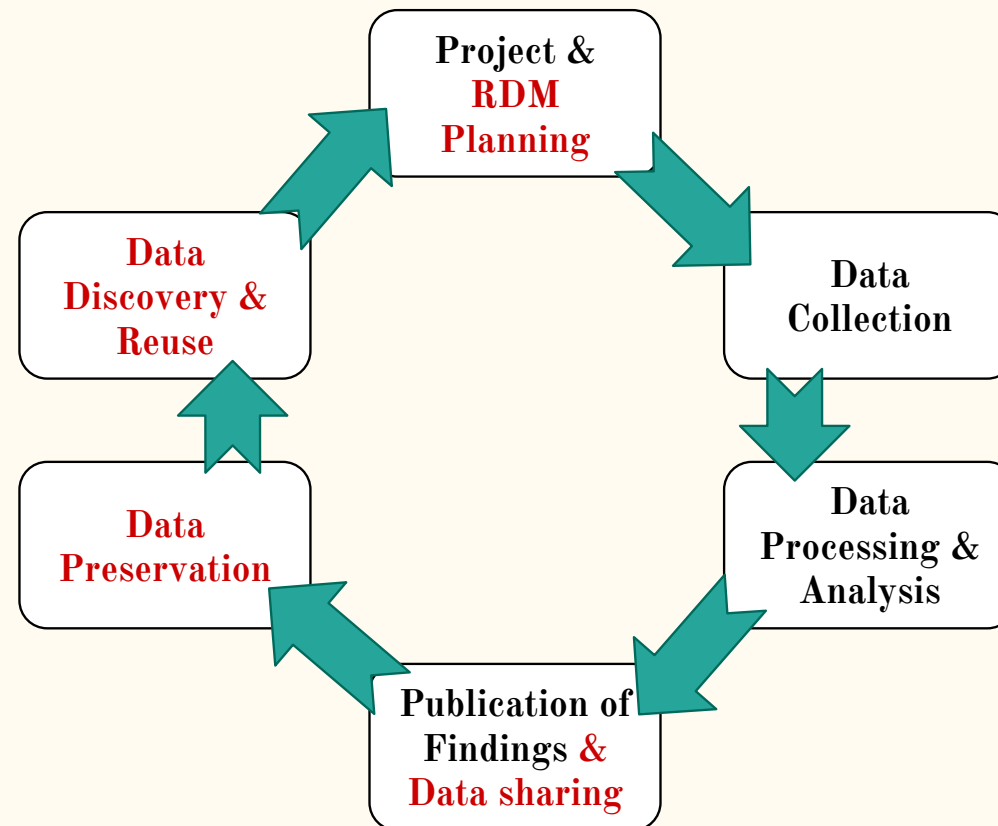 Project &
RDM
Planning
Data
Collection
Data
Processing &
Analysis
Publication of
Findings &
Data sharing
Data
Preservation
Data
Discovery &
Reuse